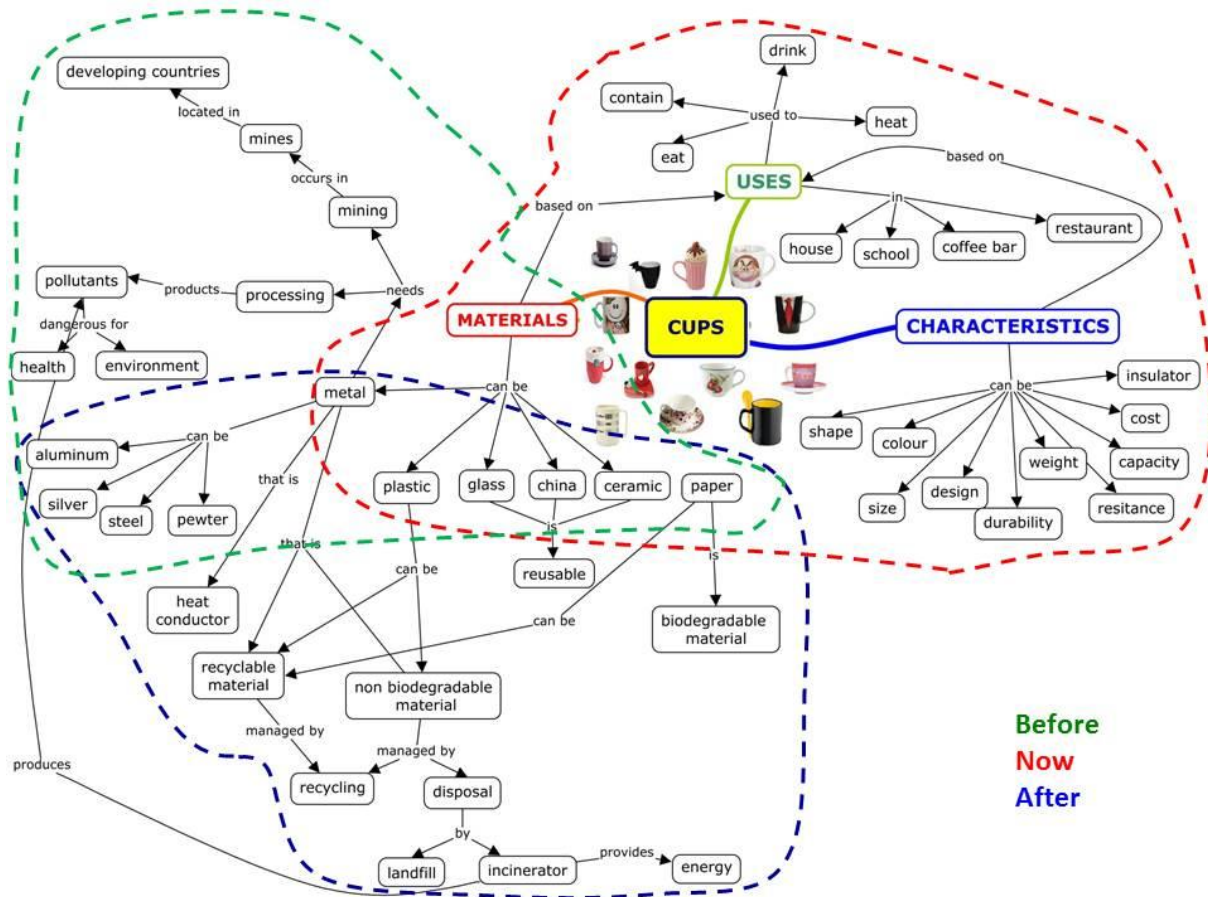 drink
developing countries
contain
used to
heat
located in
mines
eat
based on
USES
occurs in
mining
based on
in
restaurant
house
school
coffee bar
pollutants
products
processing
needs
MATERIALS
CUPS
CHARACTERISTICS
dangerous for
health
environment
metal
can be
can be
insulator
cost
shape
colour
weight
capacity
aluminum
can be
that is
plastic
glass
china
ceramic
paper
size
design
resitance
silver
steel
pewter
durability
is
that is
is
can be
reusable
heat
conductor
can be
biodegradable
material
recyclable
material
non biodegradable
material
managed by
managed by
Before
Now
After
produces
recycling
disposal
by
landfill
incinerator
provides
energy